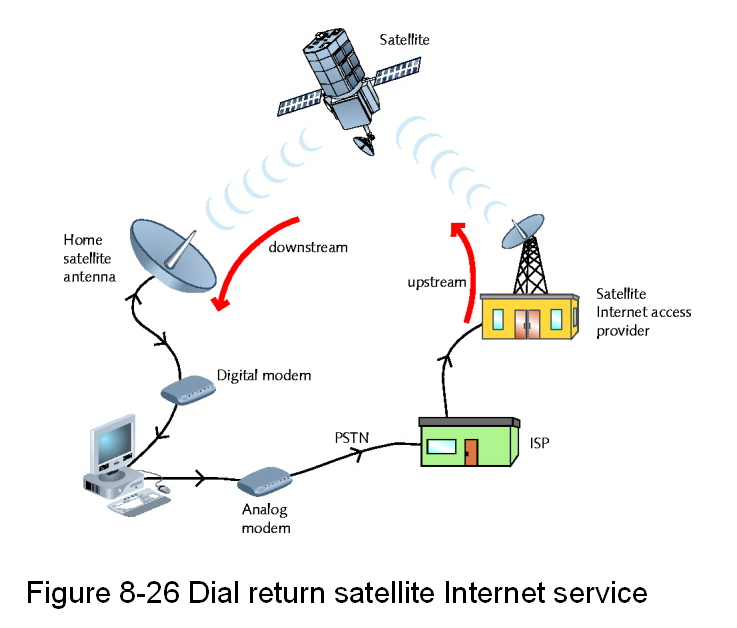 Satellite
Home
satellite
antenna
downstream
upstream
Satellite
Internet access
provider
Digital modem
PSTN
ISP
Analog
modem
Figure 8-26 Dial return satellite Internet service